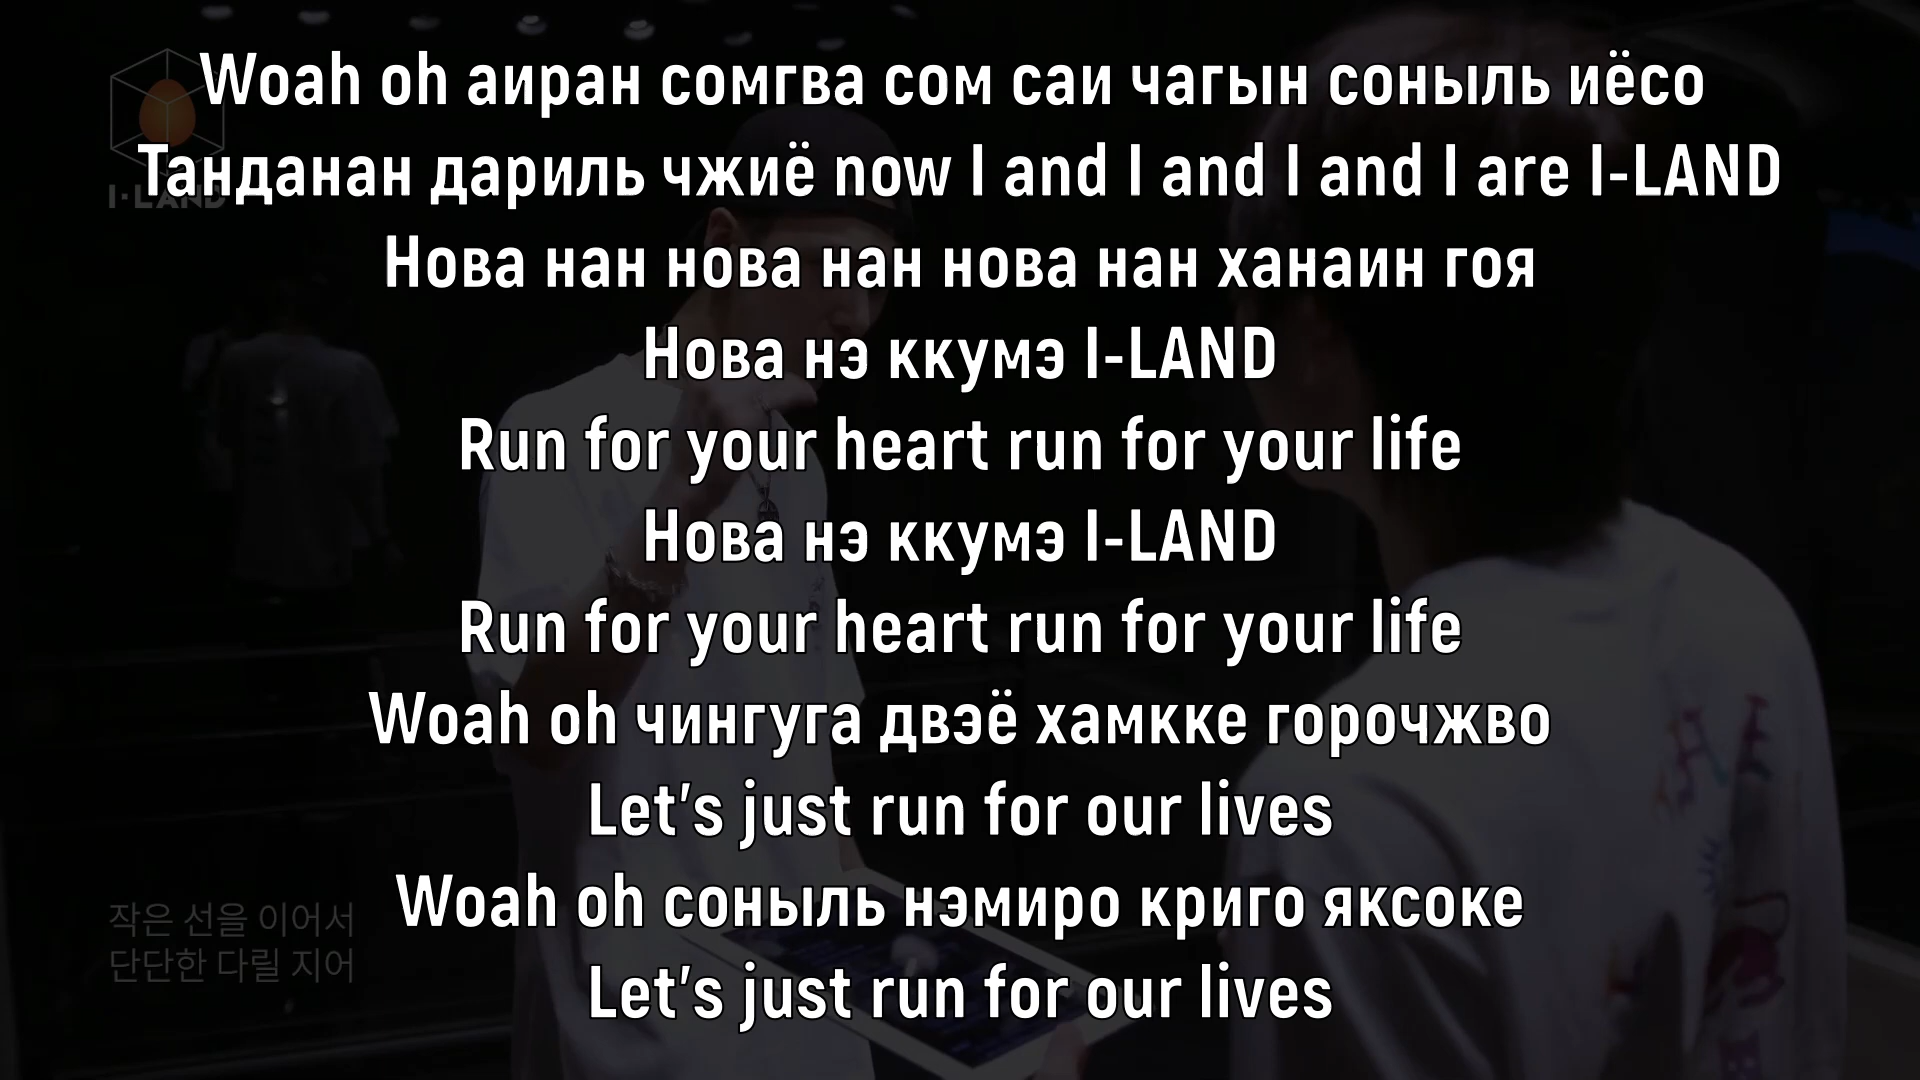 Woah oh аиран сомгва сом саи чагын соныль иёсо
Танданан дариль чжиё now I and I and I and I are I-LAND
Нова нан нова нан нова нан ханаин гоя
Нова нэ ккумэ I-LAND
Run for your heart run for your life
Нова нэ ккумэ I-LAND
Run for your heart run for your life
Woah oh чингуга двэё хамкке горочжво
Let's just run for our lives
Woah oh соныль нэмиро криго яксоке
Let's just run for our lives
I·LAND
작은 선을 이어서
단단한 다릴 지어